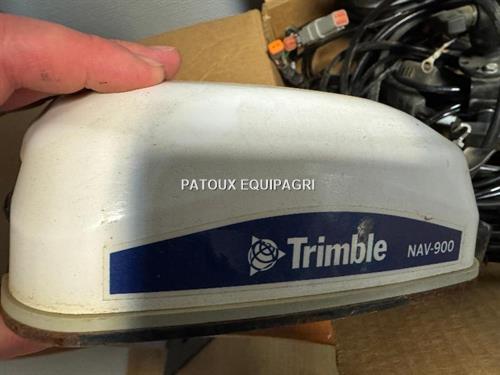 PATOUX EQUIPAGRI
Trimble
NAV-900